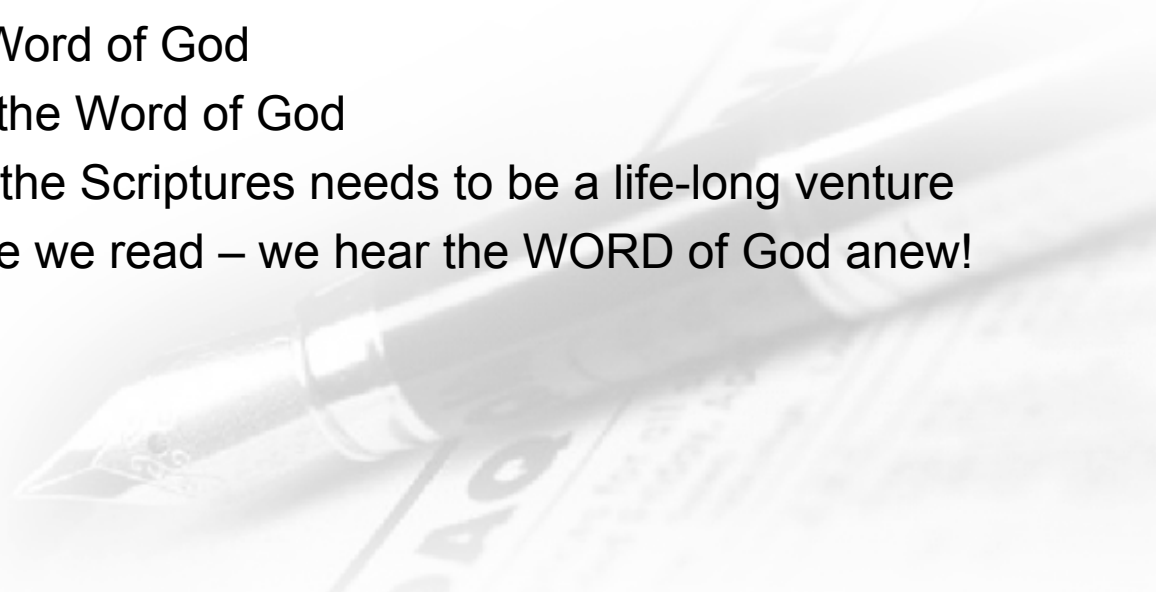 Word of God
the Word of God
the Scriptures needs to be a life-long venture
e we read – we hear the WORD of God anew!